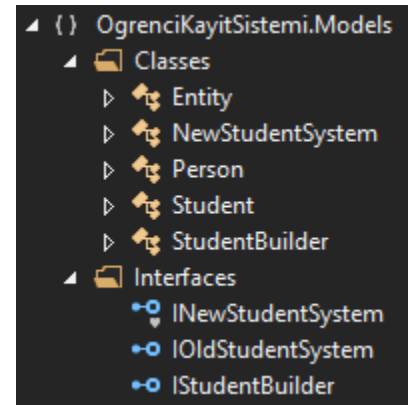 { } OgrenciKayitSistemi.Models
Classes
Entity
NewStudentSystem
Person
Student
StudentBuilder
Interfaces
INewStudentSystem
IOldStudentSystem
IStudentBuilder